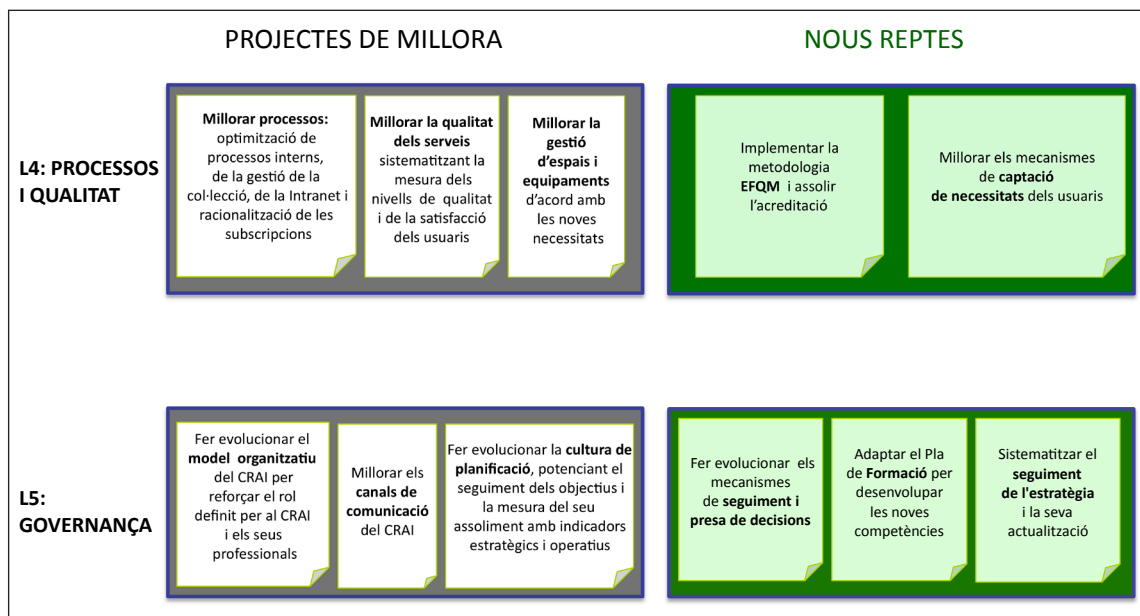 PROJECTES DE MILLORA
NOUS REPTES
L4: PROCESSOS
I QUALITAT
Millorar processos:
optimització de
processos interns,
de la gestió de la
col·lecció, de la Intranet i
racionalització de les
subscripcions
Millorar la qualitat
dels serveis
sistematitzant la
mesura dels
nivells de qualitat
i de la satisfacció
dels usuaris
Millorar la
gestió
d'espais i
equipaments
d'acord amb
les noves
necessitats
Implementar la
metodologia
EFQM i assolir
l'acreditació
Millorar els mecanismes
de captació
de necessitats dels usuaris
L5:
GOVERNANÇA
Fer evolucionar el
model organitzatiu
del CRAI per
reforçar el rol
definit per al CRAI
i els seus
professionals
Millorar els
canals de
comunicació
del CRAI
Fer evolucionar la cultura de
planificació, potenciant el
seguiment dels objectius i
la mesura del seu
assoliment amb indicadors
estratègics i operatius
Fer evolucionar els
mecanismes
de seguiment i
presa de decisions
Adaptar el Pla
de Formació per
desenvolupar
les noves
competències
Sistematitzar el
seguiment
de l'estratègia
i la seva
actualització